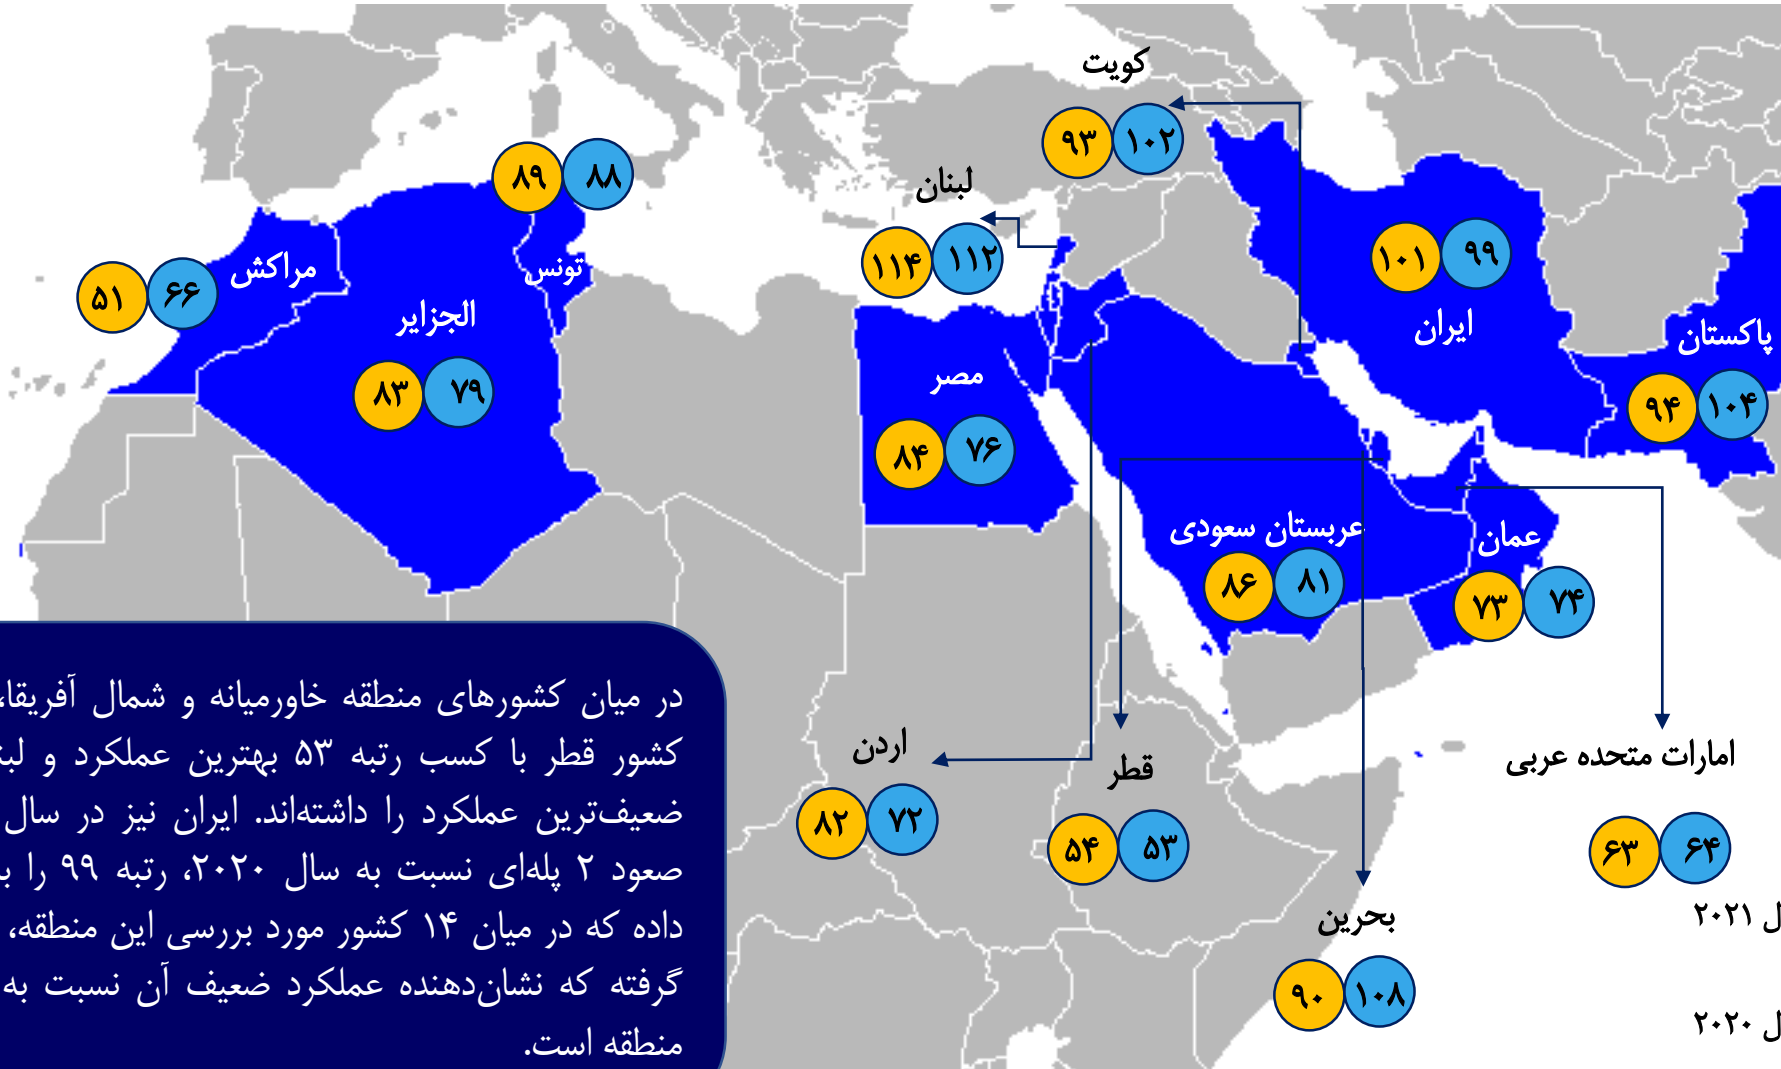 کویت
۹۳ ۱۰۲
لبنان
۱۱۴ ۱۱۲
۸۹ ۸۸
تونس
مراکش
۵۱ ۶۶
الجزایر
۸۳ ۷۹
مصر
۸۴ ۷۶
۱۰۱ ۹۹
ایران
پاکستان
۹۴ ۱۰۴
عربستان سعودی
۸۶ ۸۱
عمان
۷۳ ۷۴
اردن
۸۲ ۷۲
قطر
۵۴ ۵۳
امارات متحده عربی
۶۳ ۶۴
بحرین
۹۰ ۱۰۸
ل ۲۰۲۱
ل ۲۰۲۰
در میان کشورهای منطقه خاورمیانه و شمال آفریقا،
کشور قطر با کسب رتبه ۵۳ بهترین عملکرد و
ضعیف‌ترین عملکرد را داشته‌اند. ایران نیز در سال
صعود ۲ پله‌ای نسبت به سال ۲۰۲۰، رتبه ۹۹ را
داده که در میان ۱۴ کشور مورد بررسی این منطقه،
گرفته که نشان‌دهنده عملکرد ضعیف آن نسبت به
منطقه است.